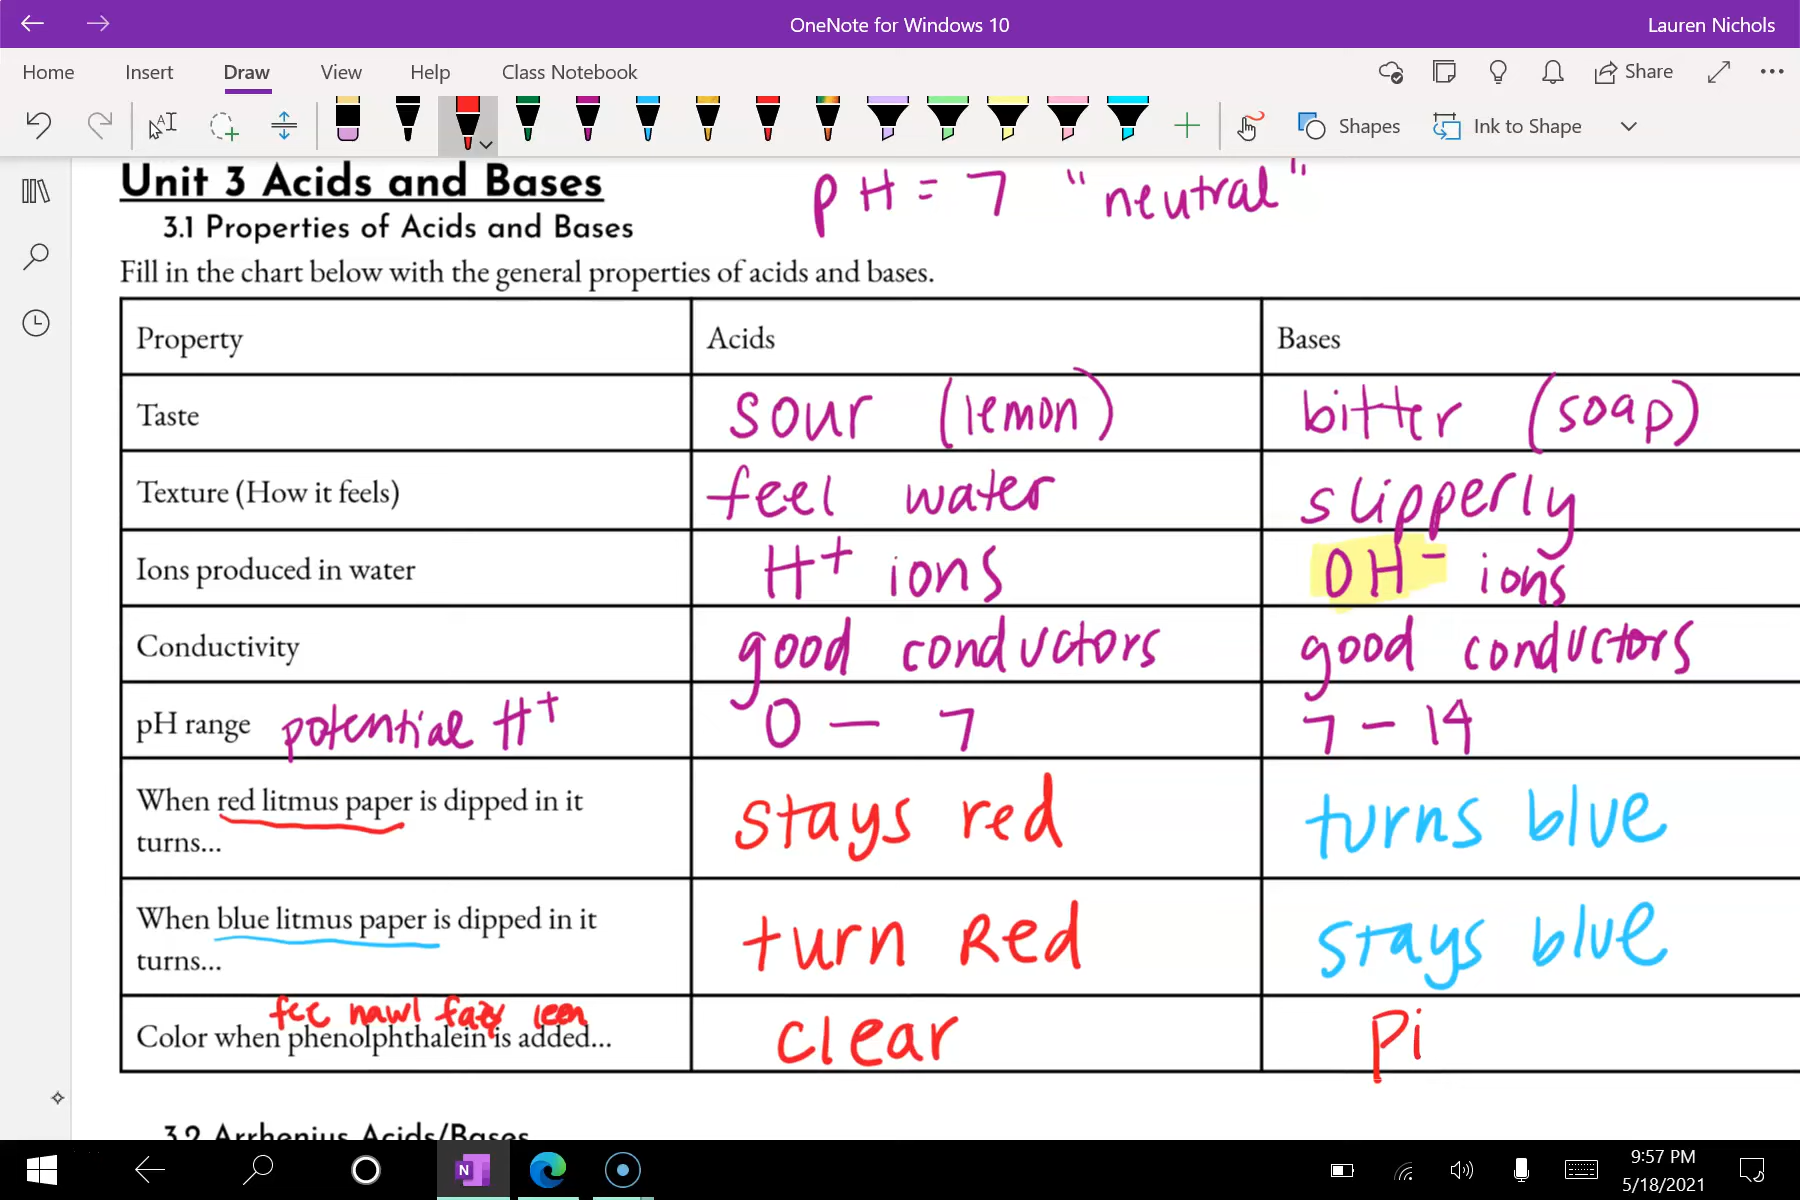 OneNote for Windows 10
Lauren Nichols
Home Insert Draw View Help Class Notebook Share
Shapes Ink to Shape
Unit 3 Acids and Bases
pH = 7 "neutral"
3.1 Properties of Acids and Bases
Fill in the chart below with the general properties of acids and bases.
Property Acids Bases
Taste sour (lemon) bitter (soap)
Texture (How it feels) feel water slipperly
Ions produced in water H+ ions OH- ions
Conductivity good conductors good conductors
pH range potential H+ 0 – 7 7 – 14
When red litmus paper is dipped in it
turns... stays red turns blue
When blue litmus paper is dipped in it
turns... turn Red stays blue
nawl
Color when phenolphthalein is added... clear Pi
3.2 Arrhenius Acids/Bases
9:57 PM
5/18/2021